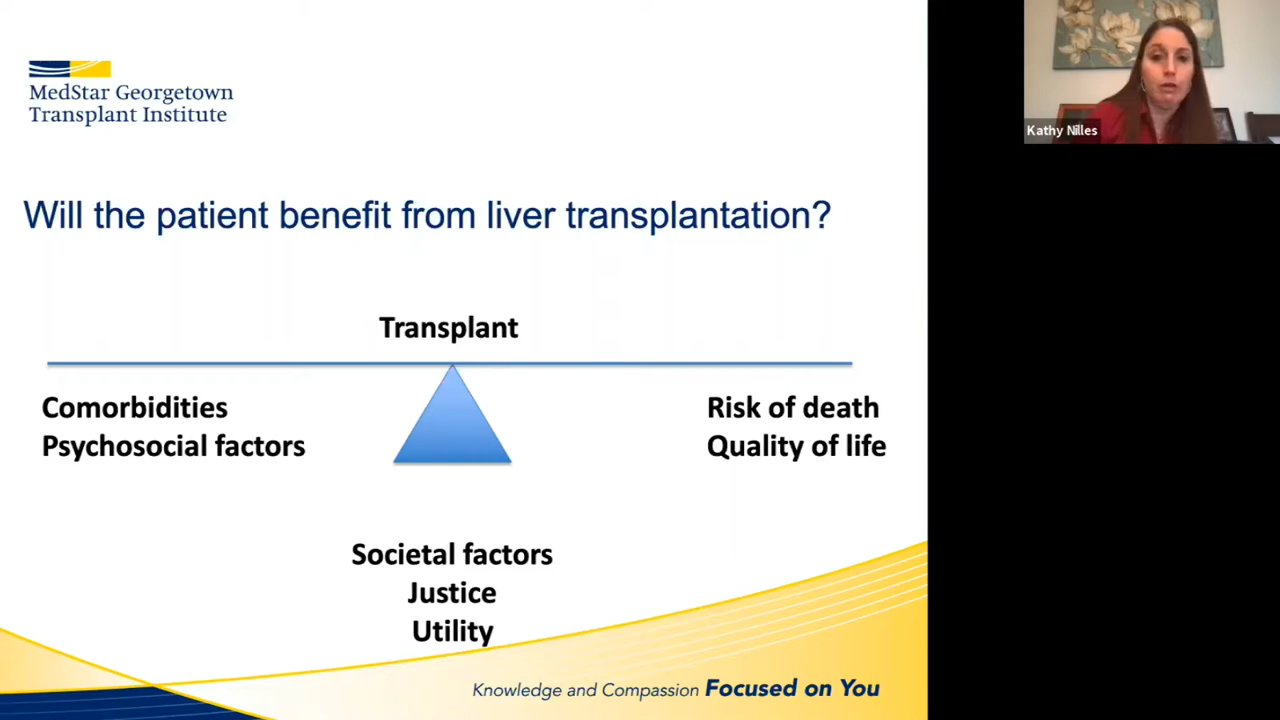 MedStar Georgetown
Transplant Institute
Kathy Nilles
Will the patient benefit from liver transplantation?
Transplant
Comorbidities
Psychosocial factors
Risk of death
Quality of life
Societal factors
Justice
Utility
Knowledge and Compassion Focused on You